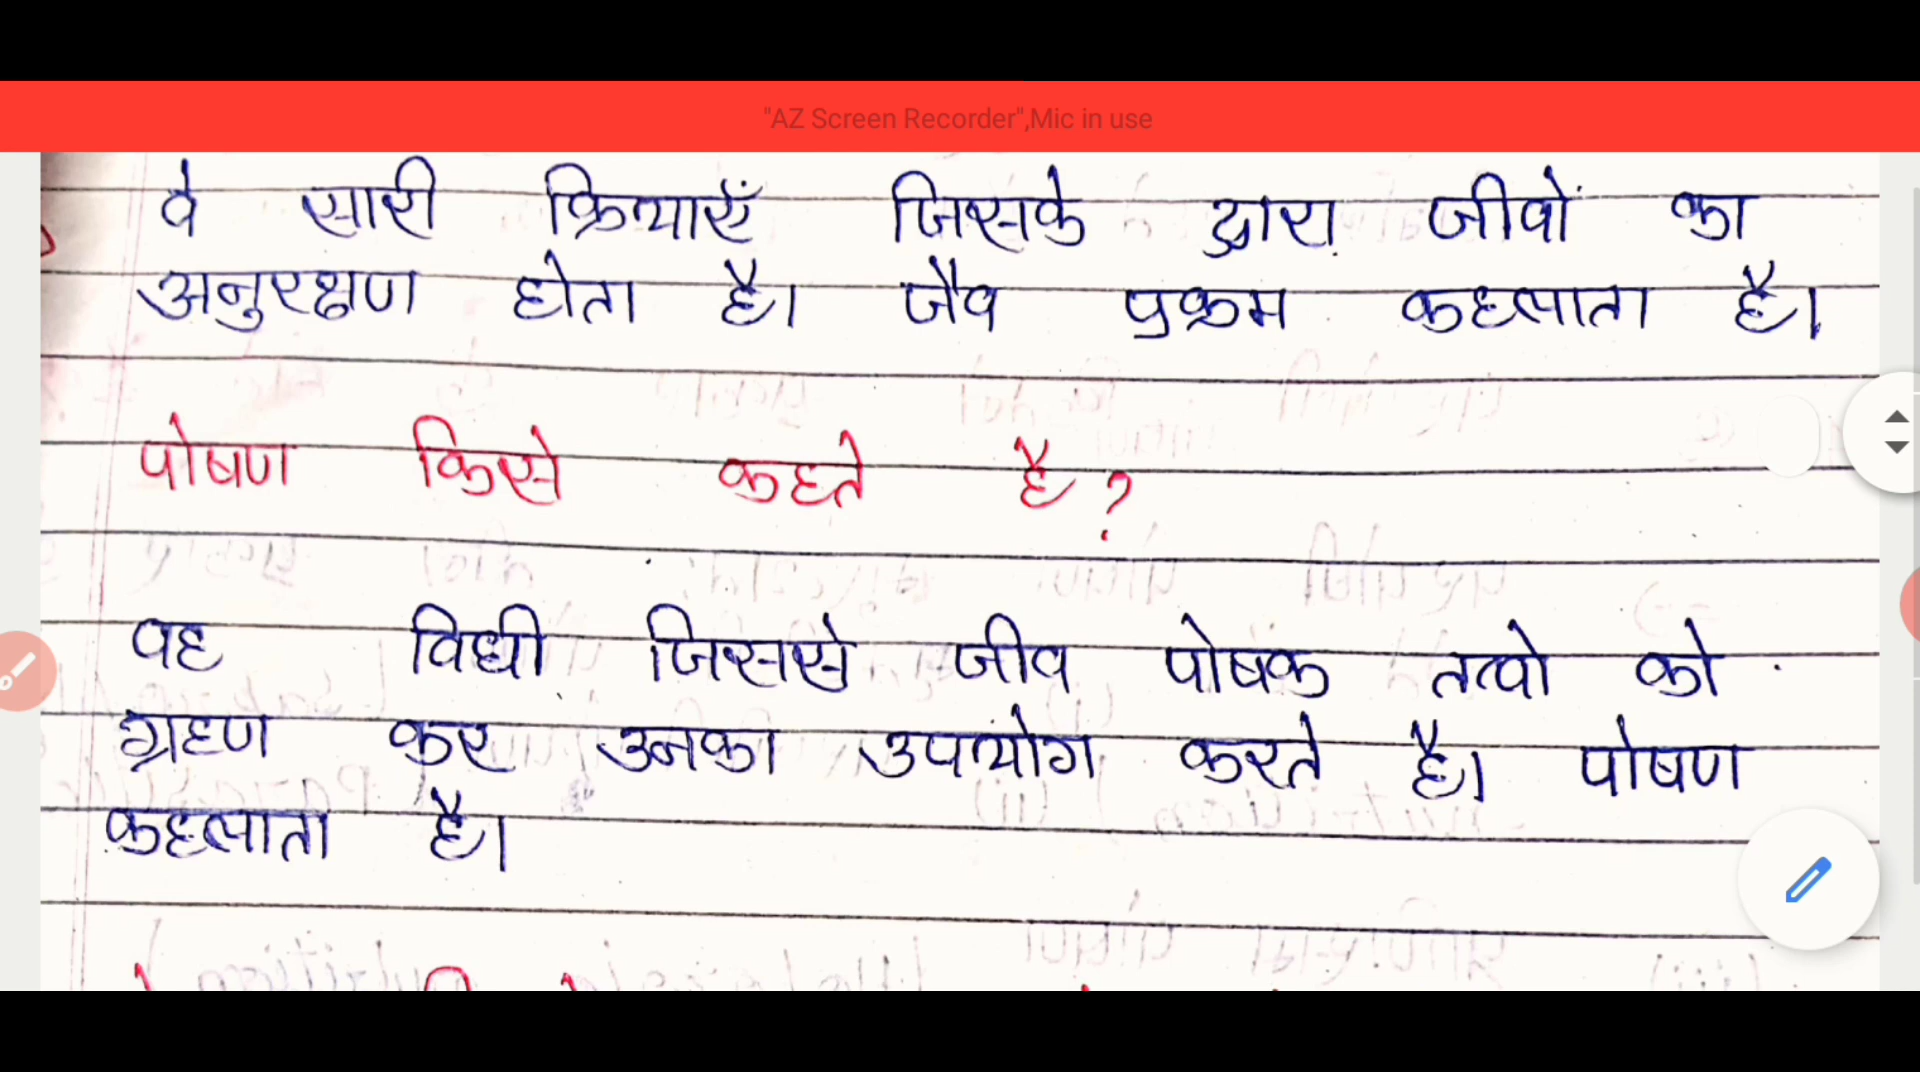 "AZ Screen Recorder",Mic in use
वे सारी क्रियाएँ जिसके द्वारा जीवों का
अनुरक्षण होता है। जैव प्रक्रम कहलाता है।
पोषण किसे कहते है?
वह विधी जिससे जीव पोषक तत्वो को
ग्रहण कर उनका उपयोग करते है। पोषण
कहलाता है।